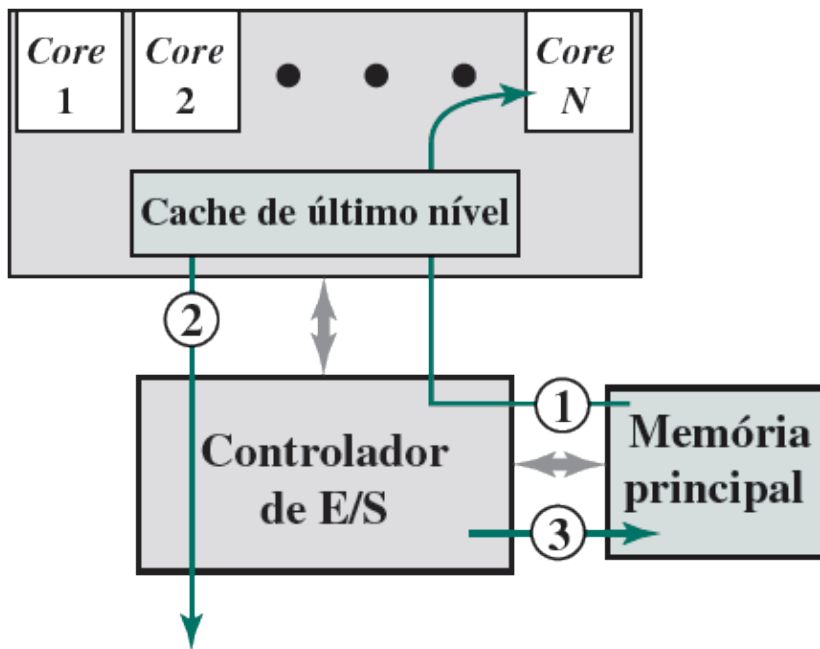 Core
1
Core
2
Core
N
Cache de último nível
2
1
Controlador
de E/S
Memória
principal
3